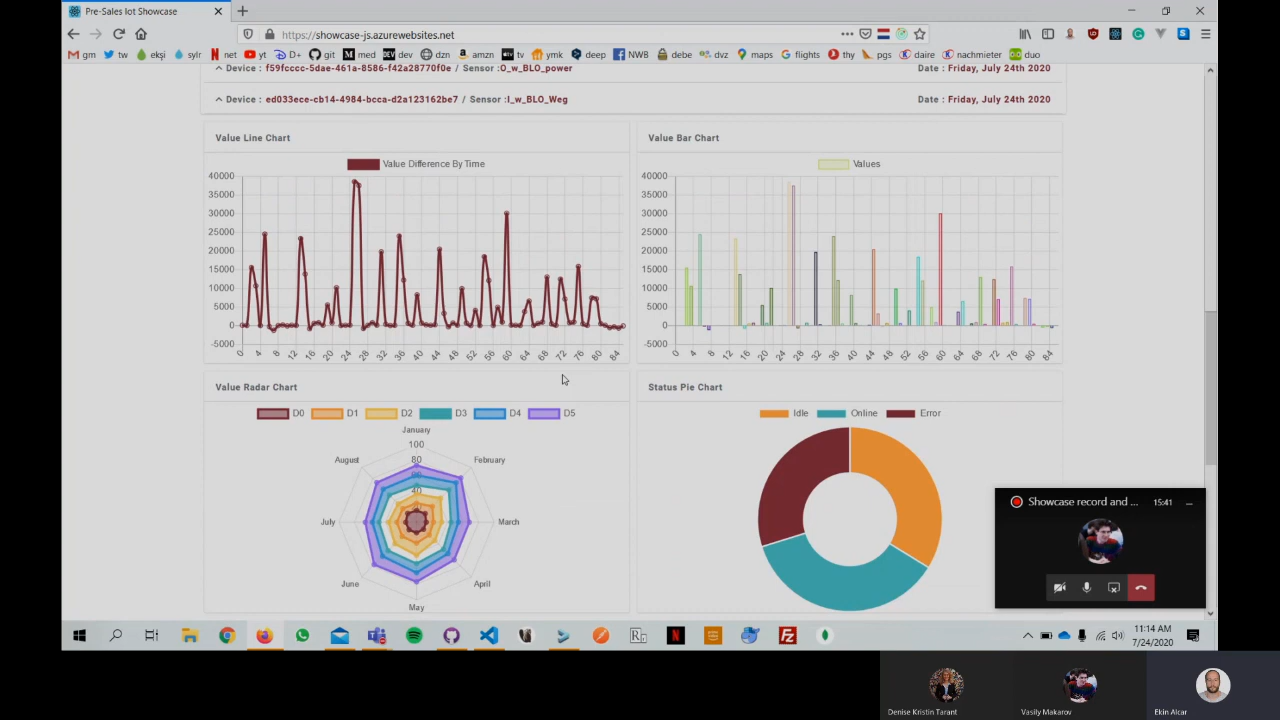 Pre-Sales Iot Showcase
https://showcase-js.azurewebsites.net
gm tw ekşi sylr net yt D+ git med dev dzn amzn tv ymk deep NWB debe dvz maps flights thy pgs daire nachmieter duo
Device : f59fcccc-5dae-461a-8586-f42a28770f0e / Sensor :O_w_BLO_power Date : Friday, July 24th 2020
Device : ed033ece-cb14-4984-bcca-d2a123162be7 / Sensor :I_w_BLO_Weg Date : Friday, July 24th 2020
Value Line Chart
Value Difference By Time
40000
35000
30000
25000
20000
15000
10000
5000
0
-5000
0 4 8 12 16 20 24 28 32 36 40 44 48 52 56 60 64 68 72 76 80 84
Value Bar Chart
Values
40000
35000
30000
25000
20000
15000
10000
5000
0
-5000
0 4 8 12 16 20 24 28 32 36 40 44 48 52 56 60 64 68 72 76 80 84
Value Radar Chart
D0 D1 D2 D3 D4 D5
January
100
80
60
40
February
March
April
May
June
July
August
Status Pie Chart
Idle Online Error
Showcase record and ... 15:41
11:14 AM
7/24/2020
Denise Kristin Tarant
Vasily Makarov
Ekin Alcar